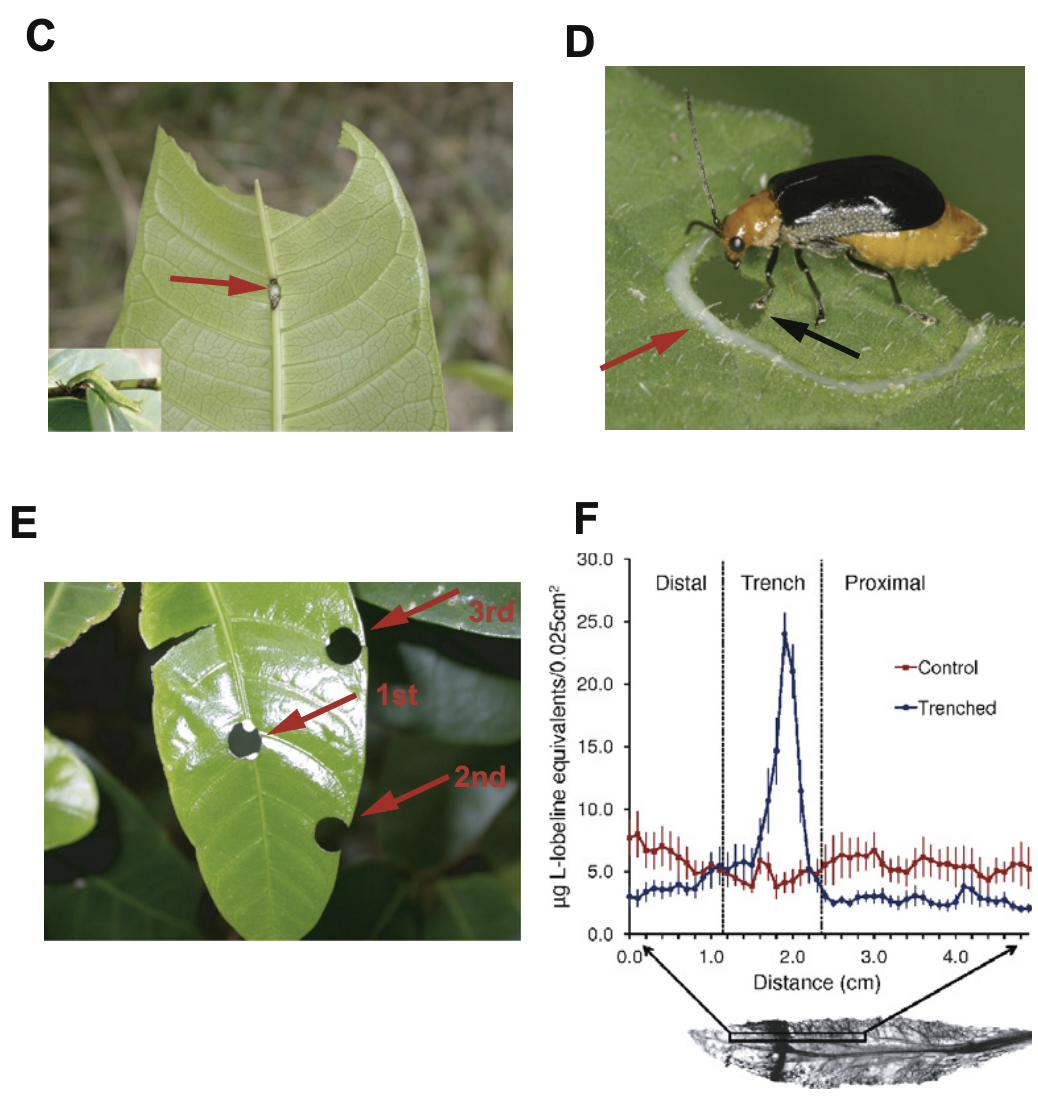 C
D
E
3rd
1st
2nd
F
30.0
25.0
20.0
15.0
10.0
5.0
0.0
µg L-lobeline equivalents/0.025cm²
Distal
Trench
Proximal
Control
Trenched
0.0
1.0
2.0
3.0
4.0
Distance (cm)